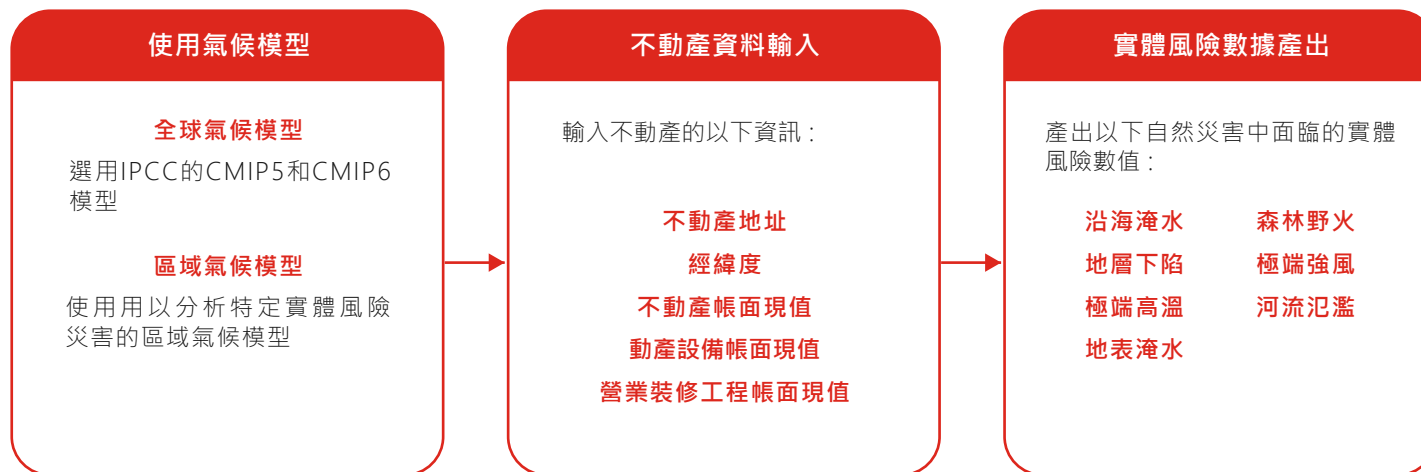 使用氣候模型
全球氣候模型
選用IPCC的CMIP5和CMIP6
模型
區域氣候模型
使用用以分析特定實體風險
災害的區域氣候模型
不動產資料輸入
輸入不動產的以下資訊：
不動產地址
經緯度
不動產帳面現值
動產設備帳面現值
營業裝修工程帳面現值
實體風險數據產出
產出以下自然災害中面臨的實體
風險數值：
沿海淹水
森林野火
地層下陷
極端強風
極端高溫
河流氾濫
地表淹水